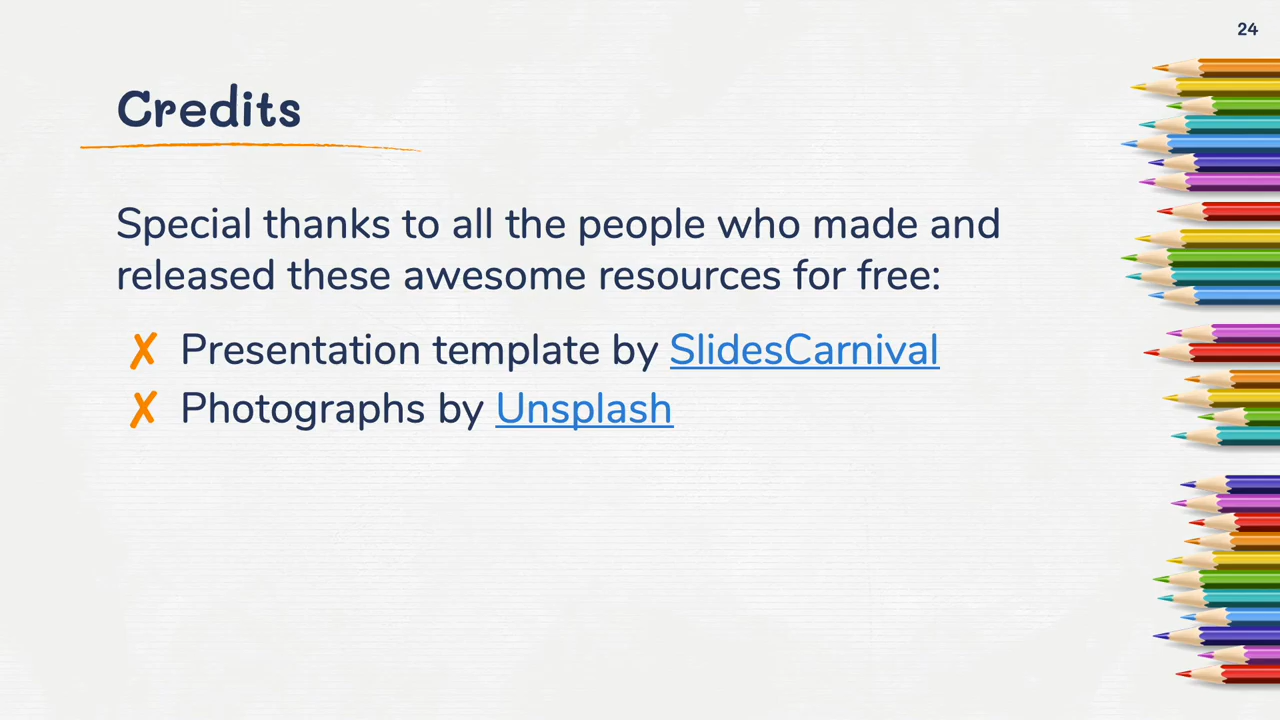 24
Credits
Special thanks to all the people who made and
released these awesome resources for free:
✗ Presentation template by SlidesCarnival
✗ Photographs by Unsplash